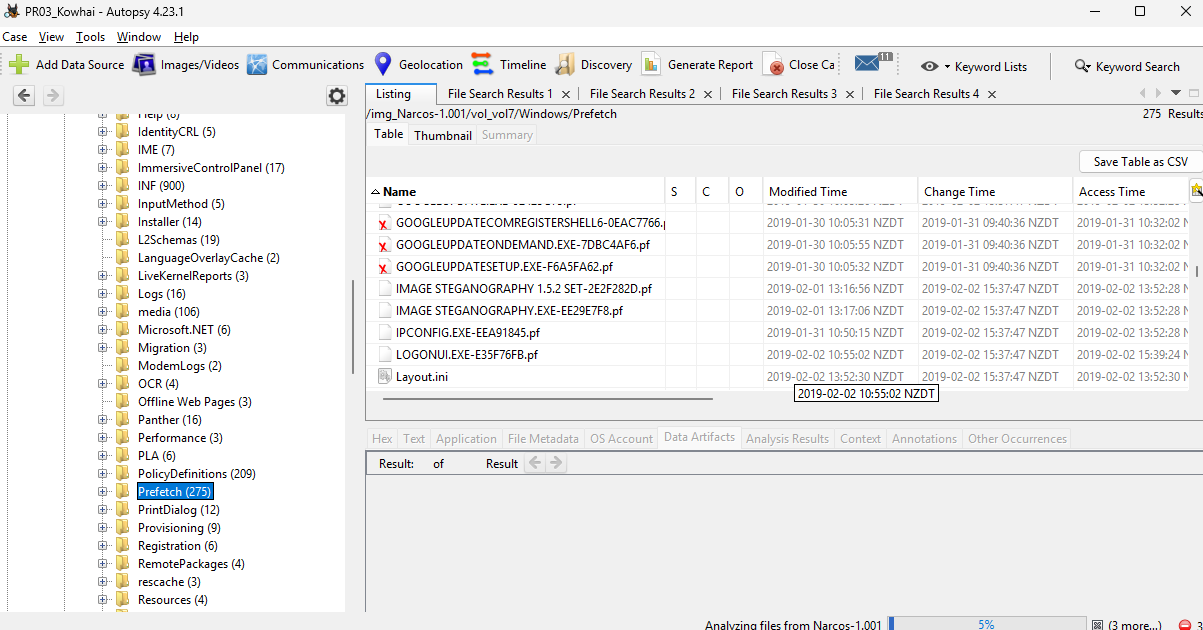 PR03_Kowhai - Autopsy 4.23.1
Case View Tools Window Help
Add Data Source Images/Videos Communications Geolocation Timeline Discovery Generate Report Close Ca 11 Keyword Lists Keyword Search
Listing File Search Results 1 File Search Results 2 File Search Results 3 File Search Results 4
/img_Narcos-1.001/vol_vol7/Windows/Prefetch 275 Results
Table Thumbnail Summary
Save Table as CSV
Name S C O Modified Time Change Time Access Time
GOOGLEUPDATECOMREGISTERSHELL6-0EAC7766.p 2019-01-30 10:05:31 NZDT 2019-01-31 09:40:36 NZDT 2019-01-31 10:32:02 N
GOOGLEUPDATEONDEMAND.EXE-7DBC4AF6.pf 2019-01-30 10:05:55 NZDT 2019-01-31 09:40:36 NZDT 2019-01-31 10:32:02 N
GOOGLEUPDATESETUP.EXE-F6A5FA62.pf 2019-01-30 10:05:32 NZDT 2019-01-31 09:40:36 NZDT 2019-01-31 10:32:02 N
IMAGE STEGANOGRAPHY 1.5.2 SET-2E2F282D.pf 2019-02-01 13:16:56 NZDT 2019-02-02 15:37:47 NZDT 2019-02-02 13:52:28 N
IMAGE STEGANOGRAPHY.EXE-EE29E7F8.pf 2019-02-01 13:17:06 NZDT 2019-02-02 15:37:47 NZDT 2019-02-02 13:52:28 N
IPCONFIG.EXE-EEA91845.pf 2019-01-31 10:50:15 NZDT 2019-02-02 15:37:47 NZDT 2019-02-02 13:52:28 N
LOGONUI.EXE-E35F76FB.pf 2019-02-02 10:55:02 NZDT 2019-02-02 15:37:47 NZDT 2019-02-02 15:39:24 N
Layout.ini 2019-02-02 13:52:30 NZDT 2019-02-02 15:37:47 NZDT 2019-02-02 13:52:30 N
2019-02-02 10:55:02 NZDT
Hex Text Application File Metadata OS Account Data Artifacts Analysis Results Context Annotations Other Occurrences
Result: of Result
Help (8)
IdentityCRL (5)
IME (7)
ImmersiveControlPanel (17)
INF (900)
InputMethod (5)
Installer (14)
L2Schemas (19)
LanguageOverlayCache (2)
LiveKernelReports (3)
Logs (16)
media (106)
Microsoft.NET (6)
Migration (3)
ModemLogs (2)
OCR (4)
Offline Web Pages (3)
Panther (16)
Performance (3)
PLA (6)
PolicyDefinitions (209)
Prefetch (275)
PrintDialog (12)
Provisioning (9)
Registration (6)
RemotePackages (4)
rescache (3)
Resources (4)
Analyzing files from Narcos-1.001 5% (3 more...) 3